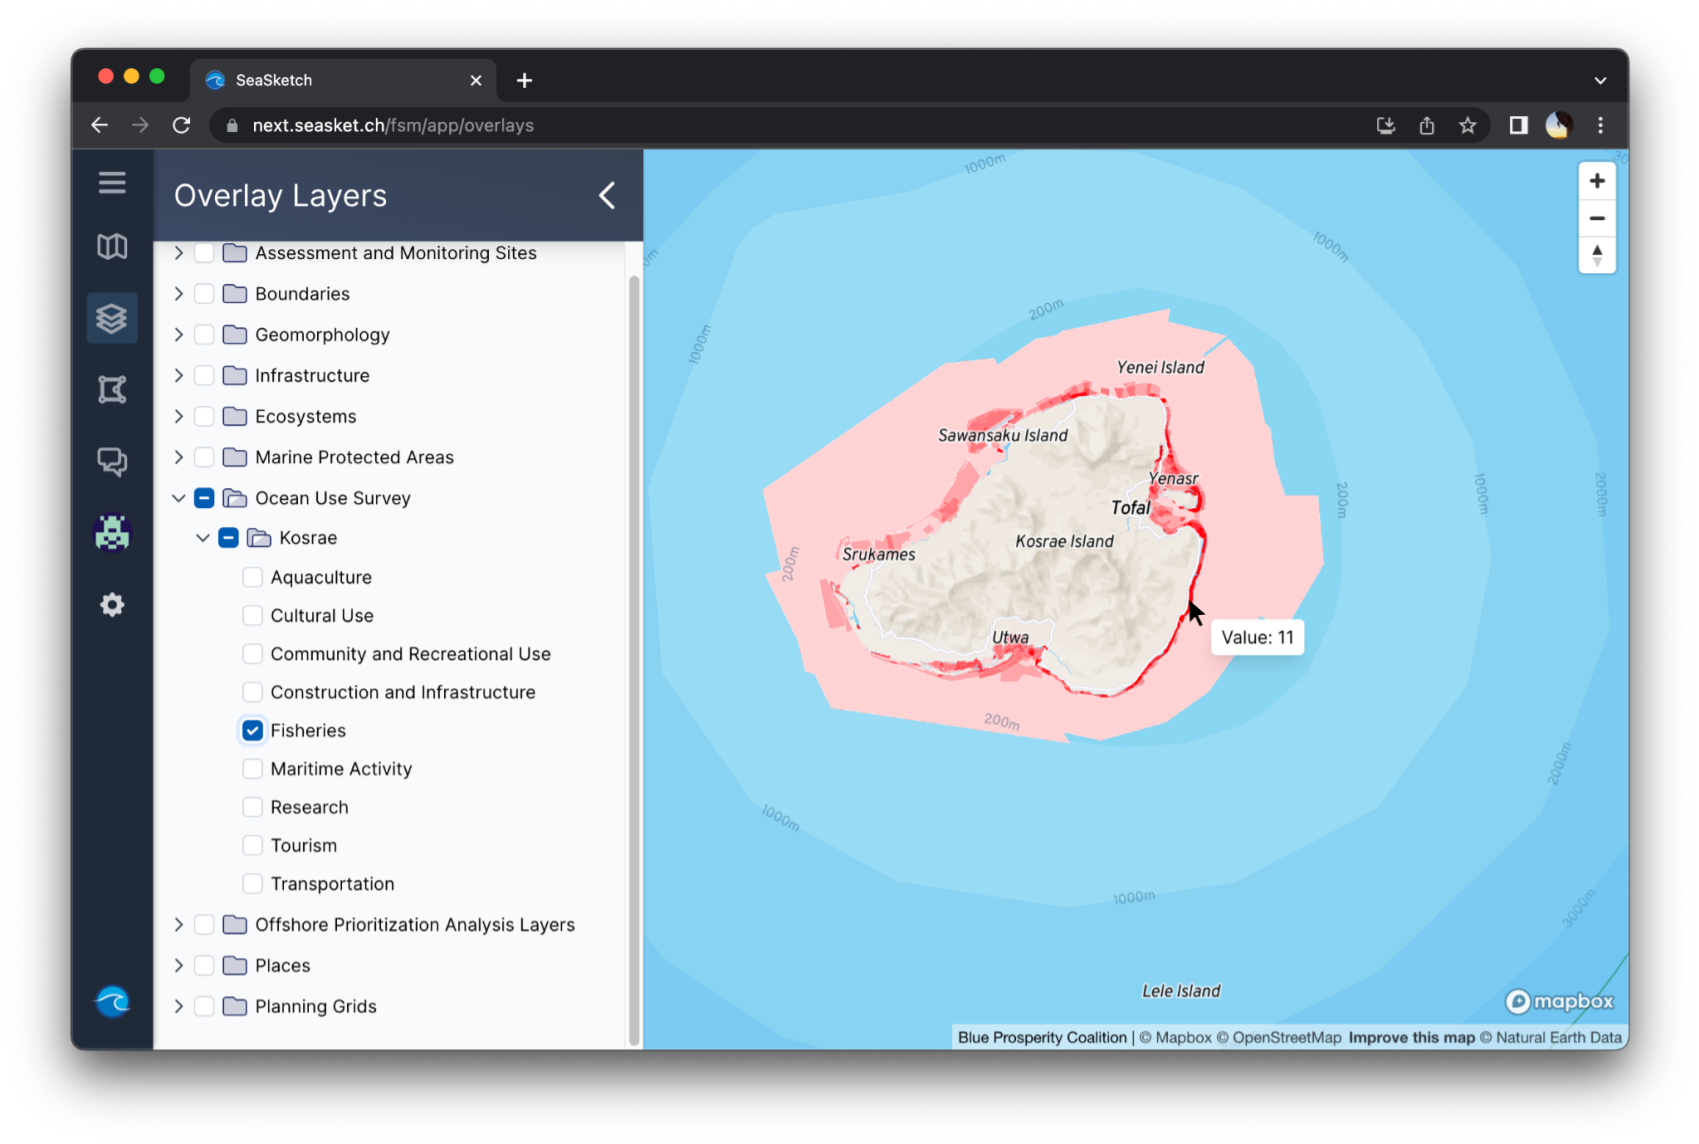 SeaSketch
next.seasket.ch/fsm/app/overlays
Overlay Layers
Assessment and Monitoring Sites
Boundaries
Geomorphology
Infrastructure
Ecosystems
Marine Protected Areas
Ocean Use Survey
Kosrae
Aquaculture
Cultural Use
Community and Recreational Use
Construction and Infrastructure
Fisheries
Maritime Activity
Research
Tourism
Transportation
Offshore Prioritization Analysis Layers
Places
Planning Grids
1000m
1000m
1000m
200m
Yenei Island
Sawansaku Island
Yenasr
Tofal
200m
1000m
2000m
Kosrae Island
Srukames
200m
Utwa
Value: 11
200m
2000m
1000m
1000m
3000m
Lele Island
mapbox
Blue Prosperity Coalition | © Mapbox © OpenStreetMap Improve this map © Natural Earth Data